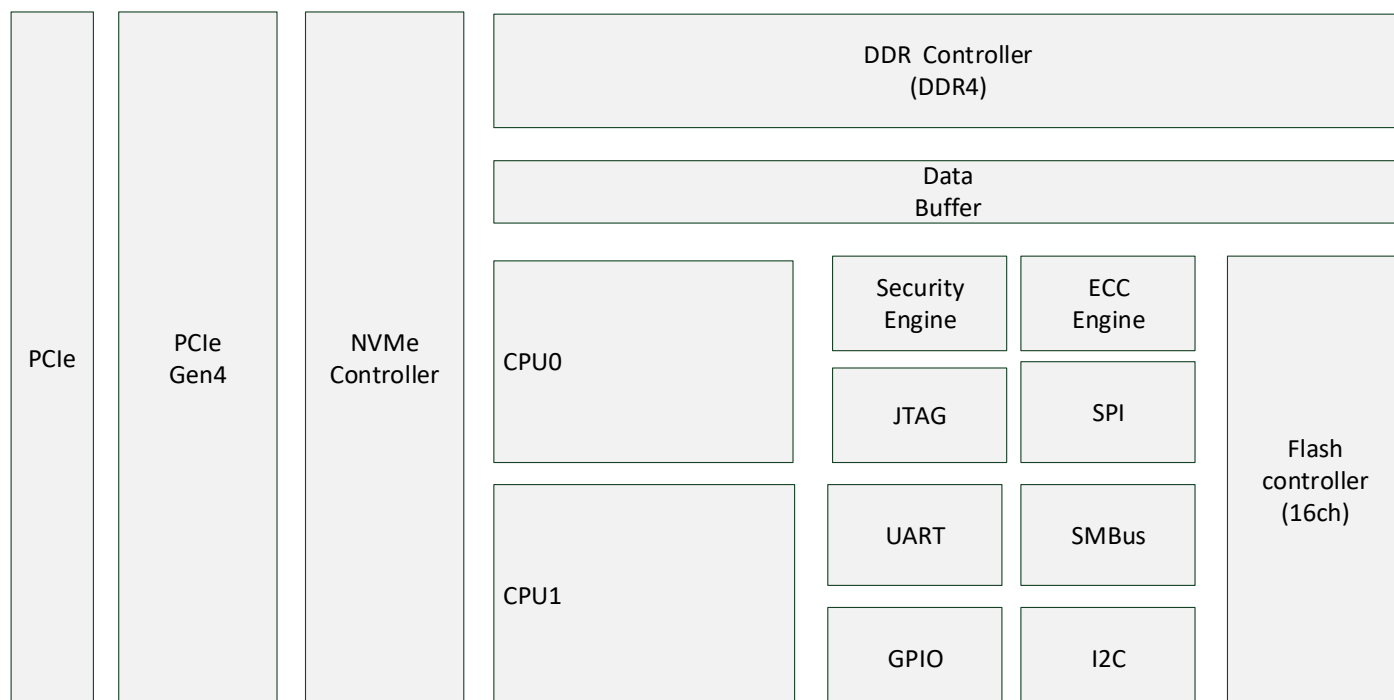 DDR Controller
(DDR4)
Data
Buffer
PCIe
PCIe
Gen4
NVMe
Controller
CPU0
Security
Engine
ECC
Engine
JTAG
SPI
Flash
controller
(16ch)
CPU1
UART
SMBus
GPIO
I2C